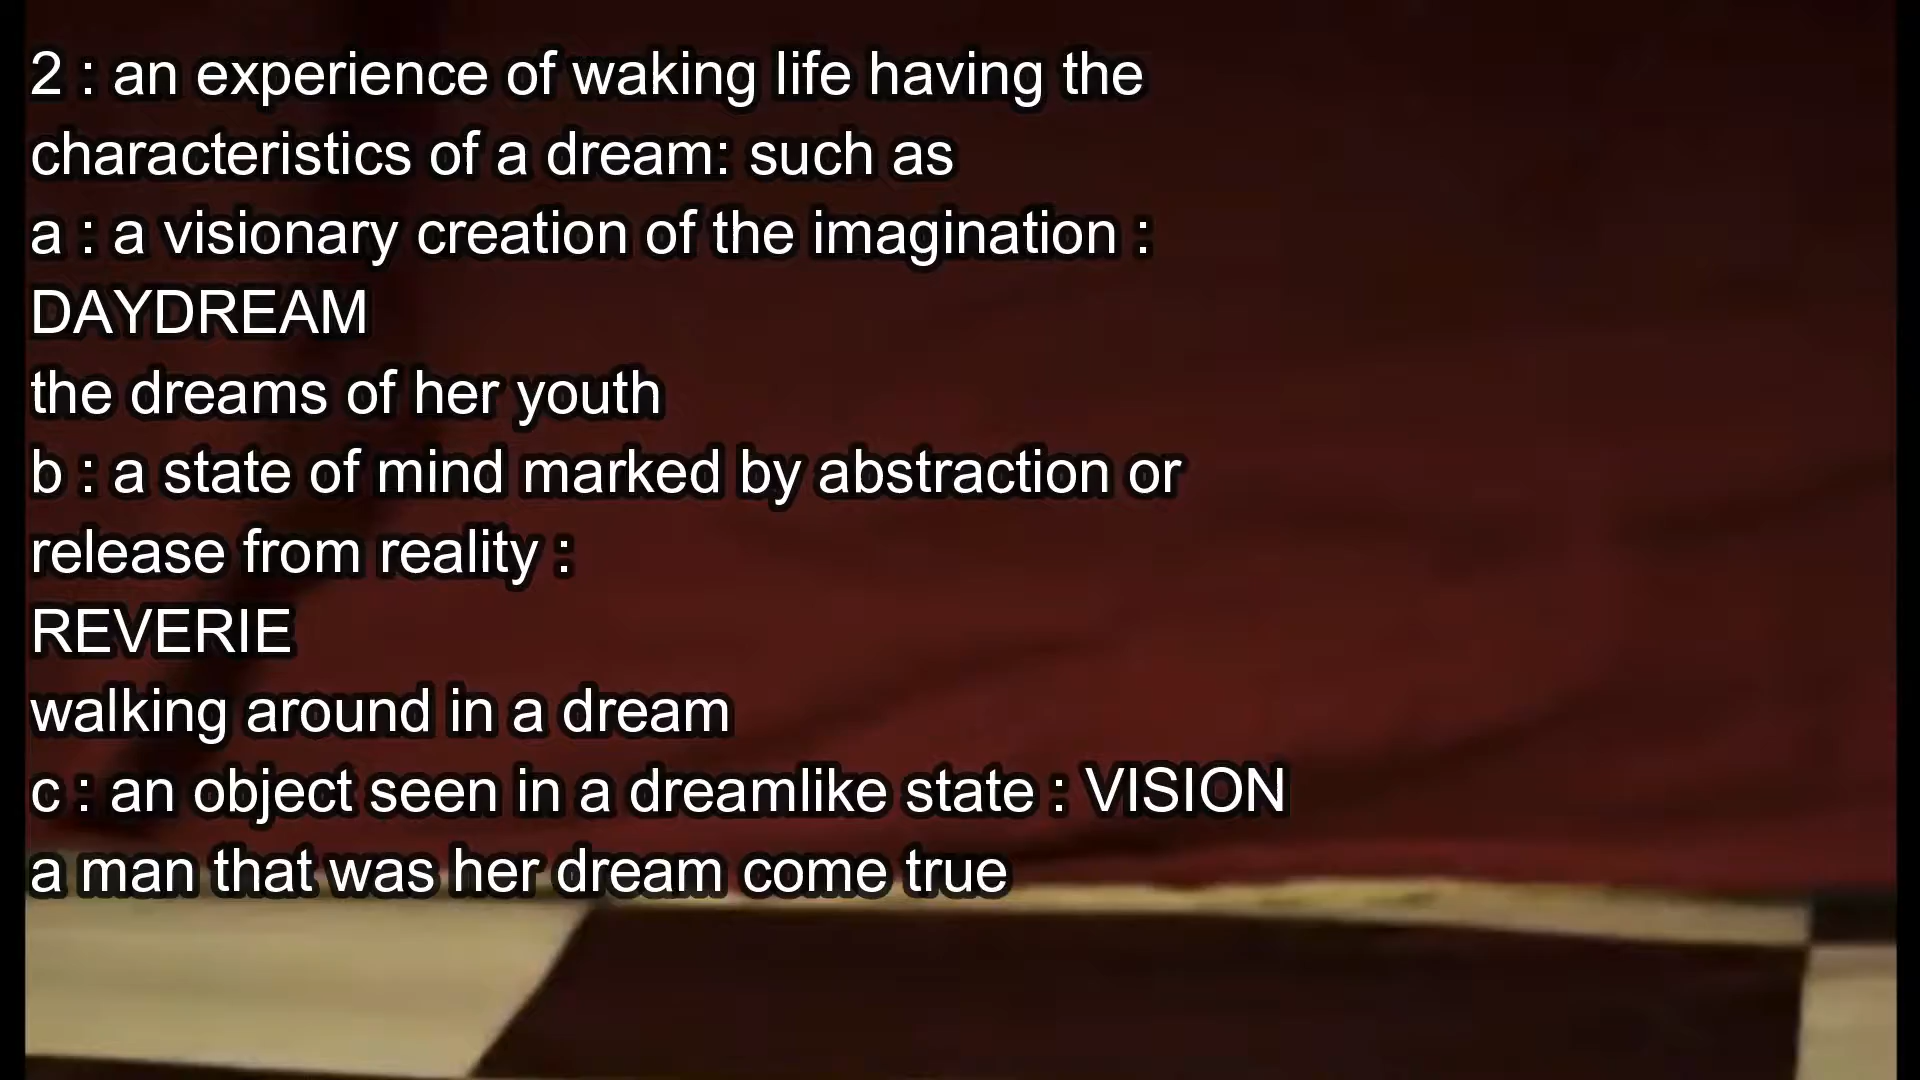 2 : an experience of waking life having the
characteristics of a dream: such as
a : a visionary creation of the imagination :
DAYDREAM
the dreams of her youth
b : a state of mind marked by abstraction or
release from reality :
REVERIE
walking around in a dream
c : an object seen in a dreamlike state : VISION
a man that was her dream come true